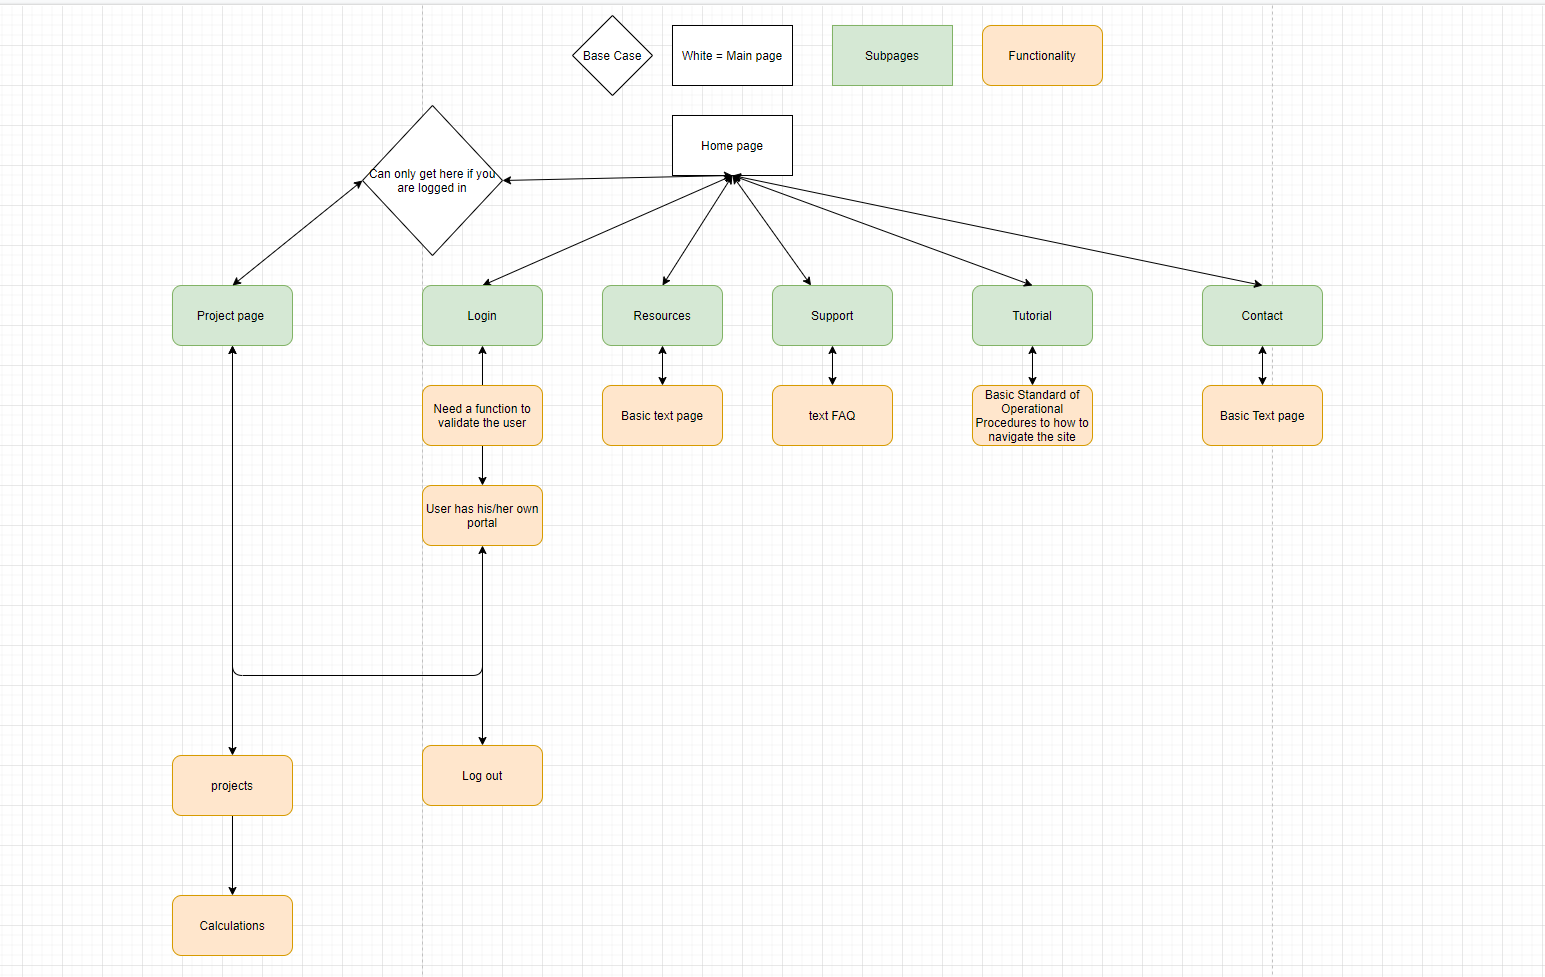 Base Case
White = Main page
Subpages
Functionality
Home page
Can only get here if you
are logged in
Project page
Login
Resources
Support
Tutorial
Contact
Need a function to
validate the user
Basic text page
text FAQ
Basic Standard of
Operational
Procedures to how to
navigate the site
Basic Text page
User has his/her own
portal
projects
Log out
Calculations